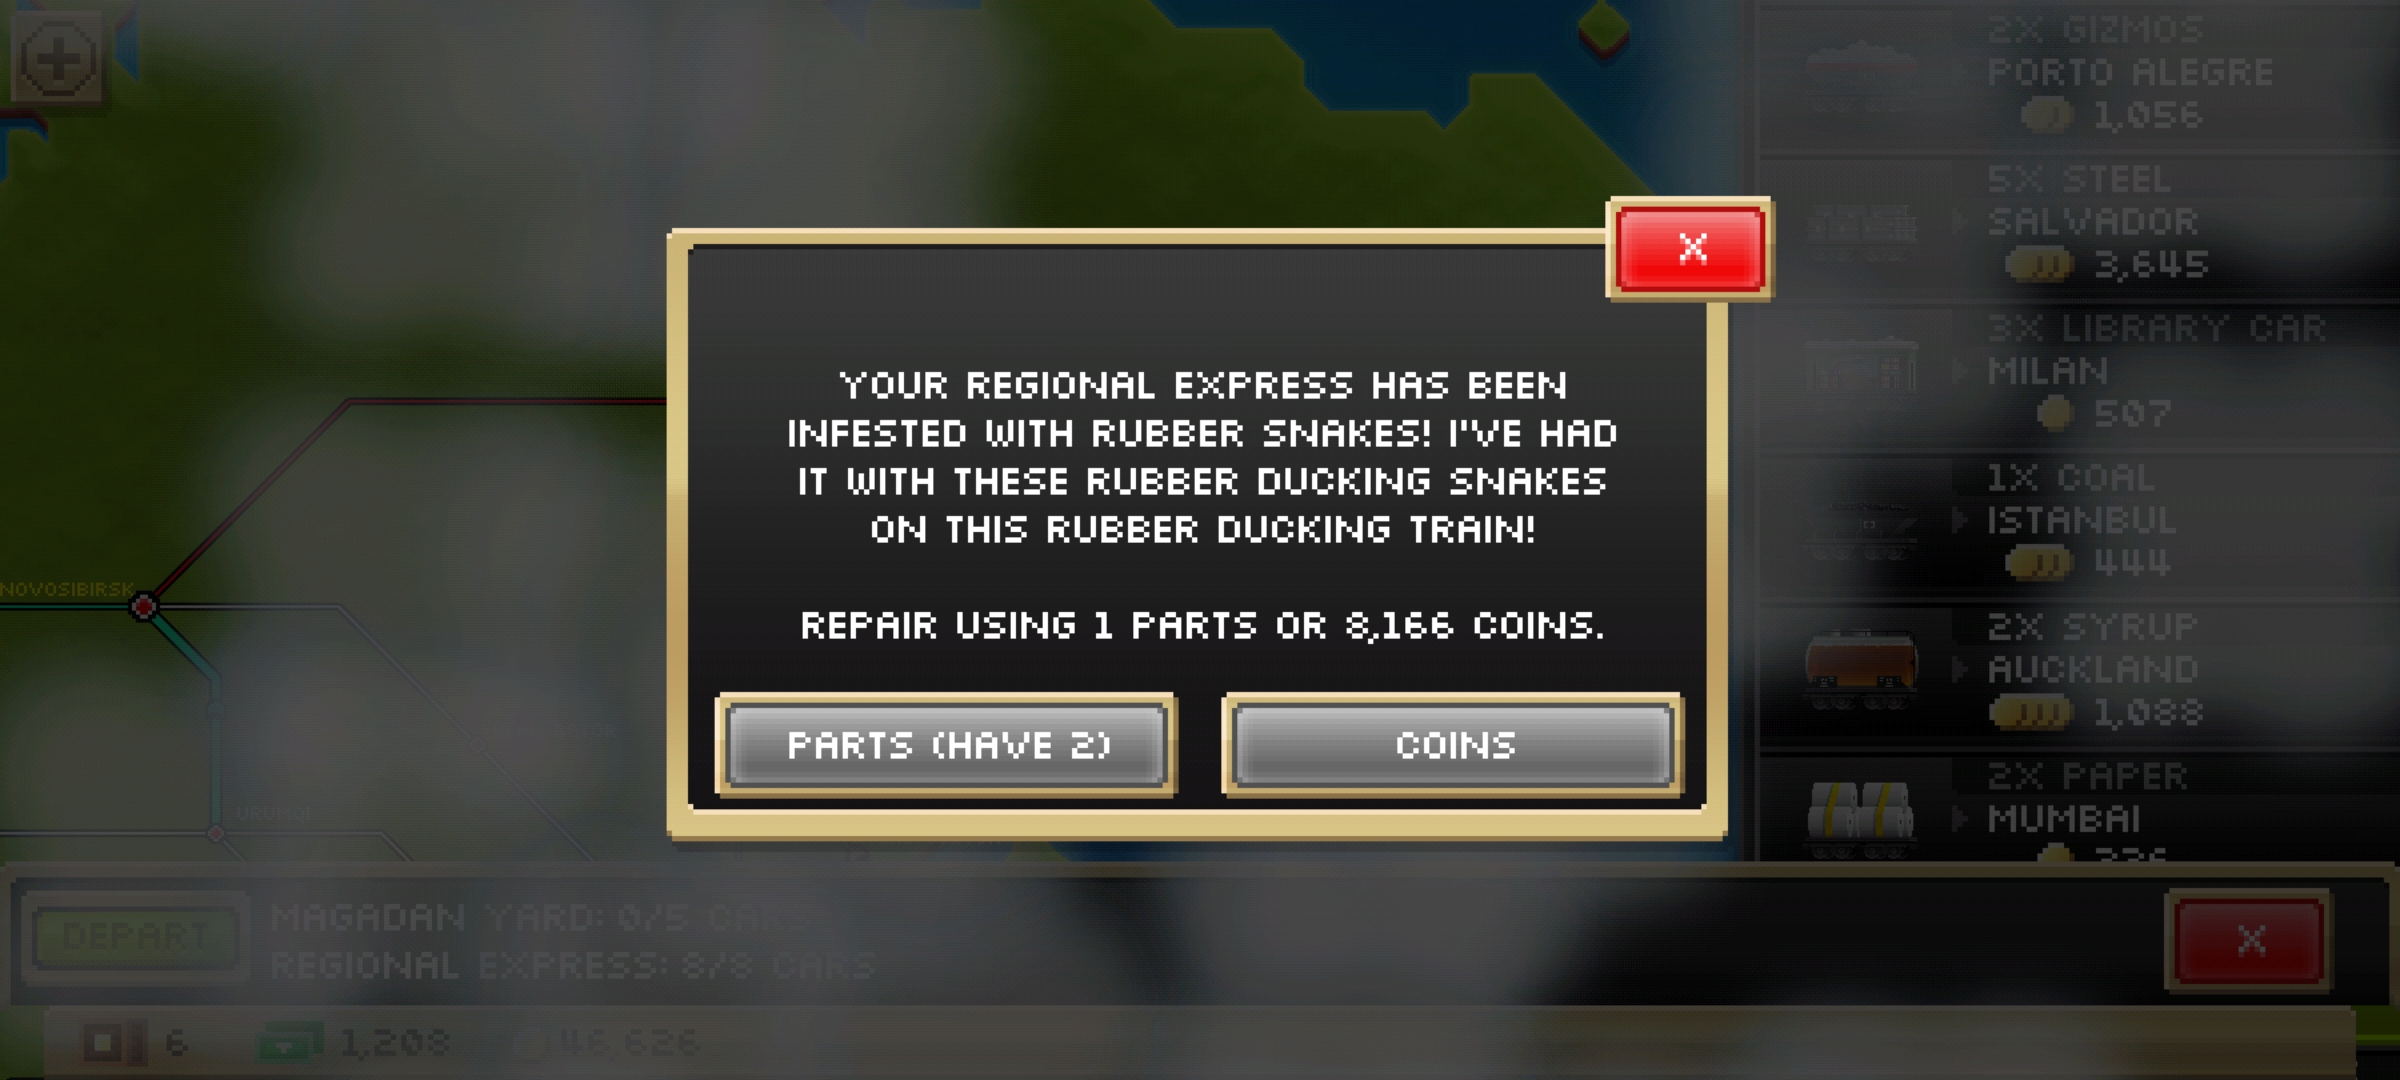 2X GIZMOS
PORTO ALEGRE
1,056
5X STEEL
SALVADOR
3,645
3X LIBRARY CAR
MILAN
507
1X COAL
ISTANBUL
444
2X SYRUP
AUCKLAND
1,088
2X PAPER
MUMBAI
X
YOUR REGIONAL EXPRESS HAS BEEN
INFESTED WITH RUBBER SNAKES! I'VE HAD
IT WITH THESE RUBBER DUCKING SNAKES
ON THIS RUBBER DUCKING TRAIN!
REPAIR USING 1 PARTS OR 8,166 COINS.
PARTS (HAVE 2)
COINS
NOVOSIBIRSK
URUMQI
DEPART
MAGADAN YARD: 0/5 CARS
REGIONAL EXPRESS: 8/8 CARS
X
6
1,208
46,626